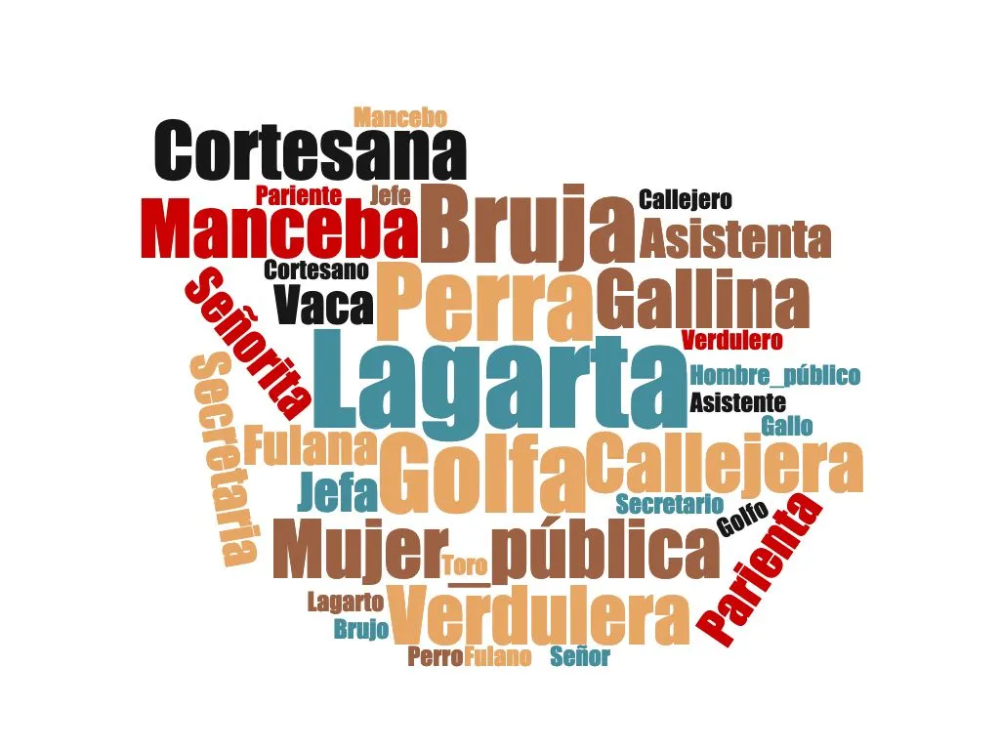 Mancebo
Cortesana
Pariente
Jefe
Manceba
Bruja
Callejero
Asistenta
Cortesano
Vaca
Perra
Gallina
señorita
Verdulero
Lagarta
Hombre_público
Asistente
Gallo
Secretaria
Fulana
Golfa
Callejera
Jefa
Secretario
Golfo
Parienta
Mujer_pública
Toro
Lagarto
Verdulera
Brujo
Perro
Fulano
Señor